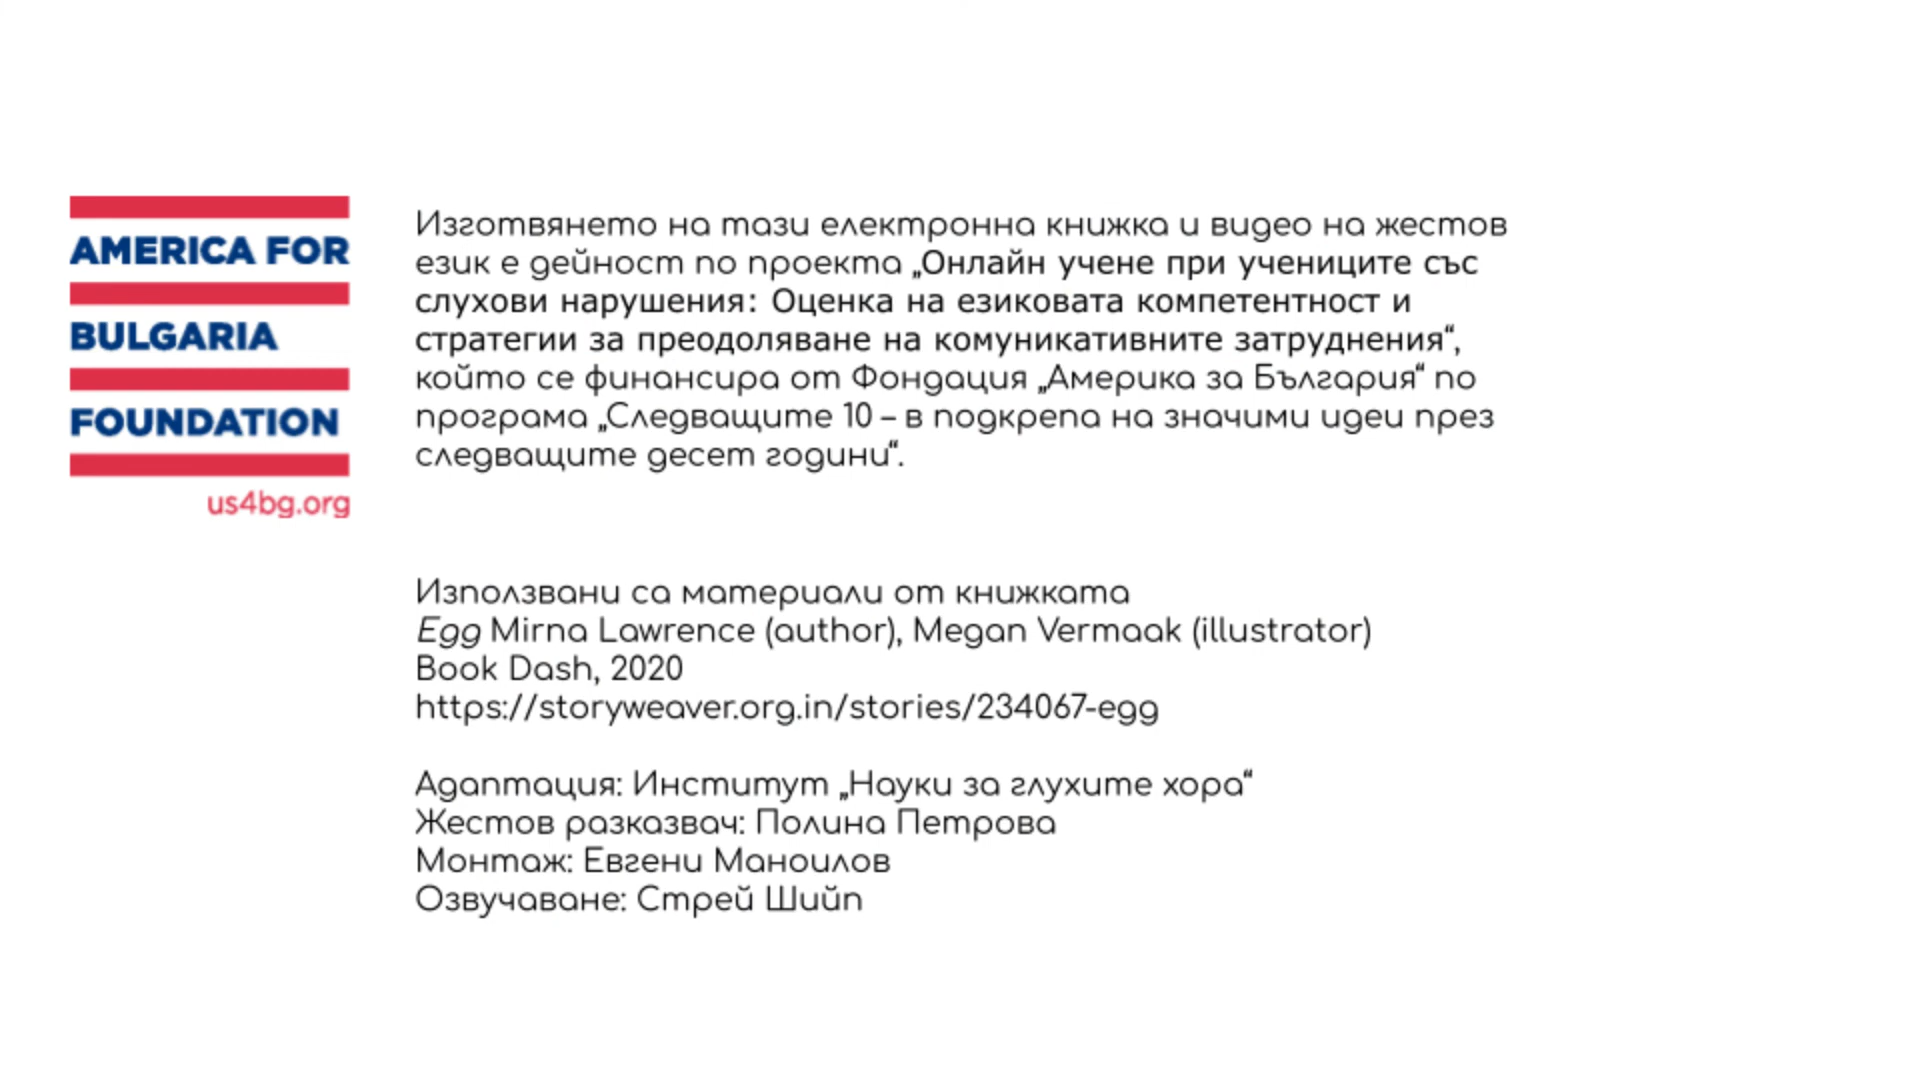 AMERICA FOR
BULGARIA
FOUNDATION
us4bg.org
Изготвянето на тази електронна книжка и видео на жестов
език е дейност по проекта „Онлайн учене при учениците със
слухови нарушения: Оценка на езиковата компетентност и
стратегии за преодоляване на комуникативните затруднения“,
който се финансира от Фондация „Америка за България“ по
програма „Следващите 10 – в подкрепа на значими идеи през
следващите десет години“.
Използвани са материали от книжката
Egg Mirna Lawrence (author), Megan Vermaak (illustrator)
Book Dash, 2020
https://storyweaver.org.in/stories/234067-egg
Адаптация: Институт „Науки за глухите хора“
Жестов разказвач: Полина Петрова
Монтаж: Евгени Маноилов
Озвучаване: Стрей Шийп